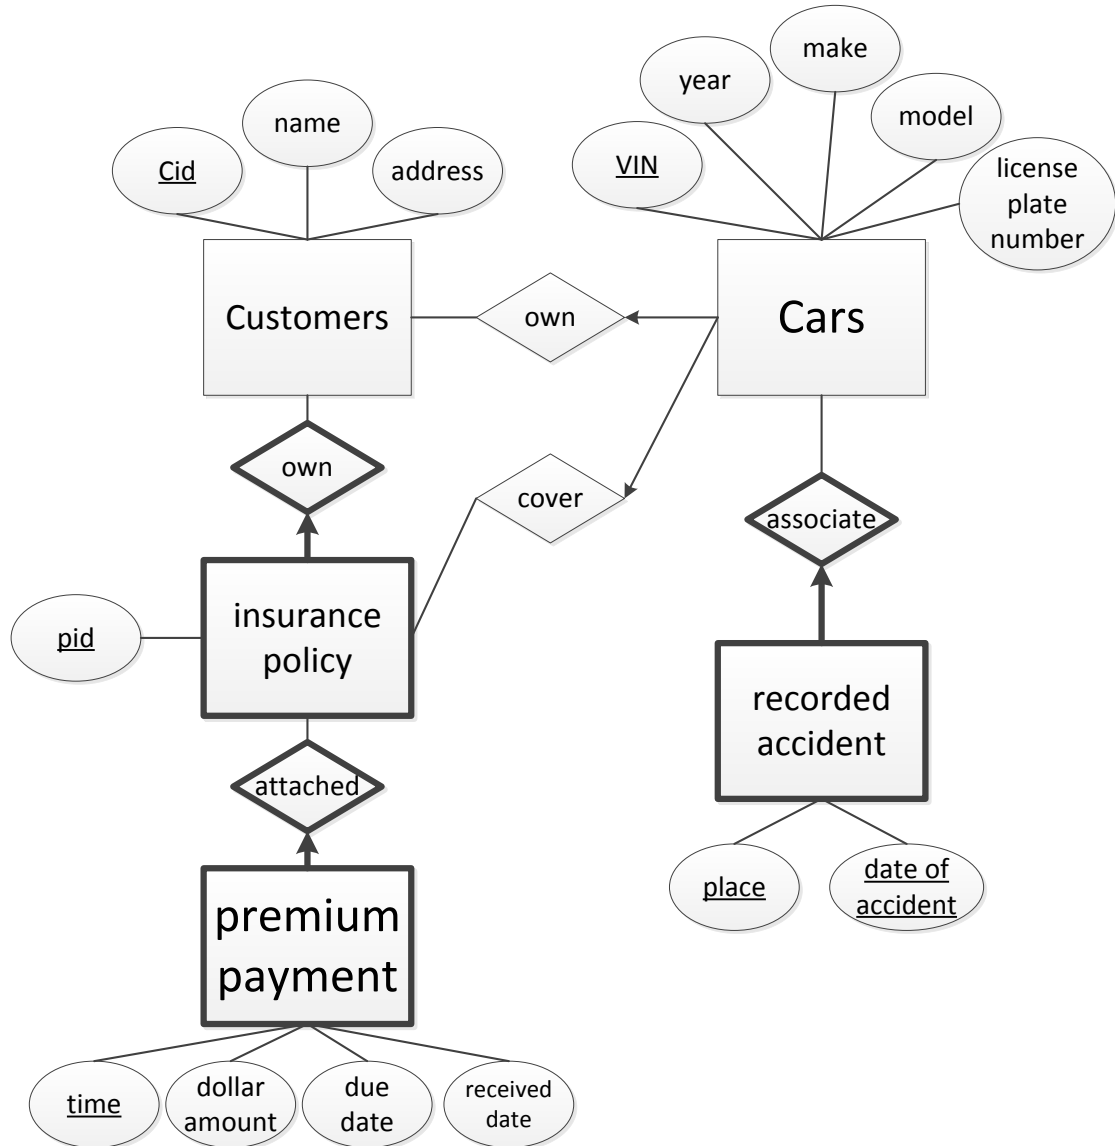 make
year
name
model
Cid
address
VIN
license
plate
number
Customers
own
Cars
own
cover
associate
insurance
policy
pid
recorded
accident
attached
place
date of
accident
premium
payment
time
dollar
amount
due
date
received
date